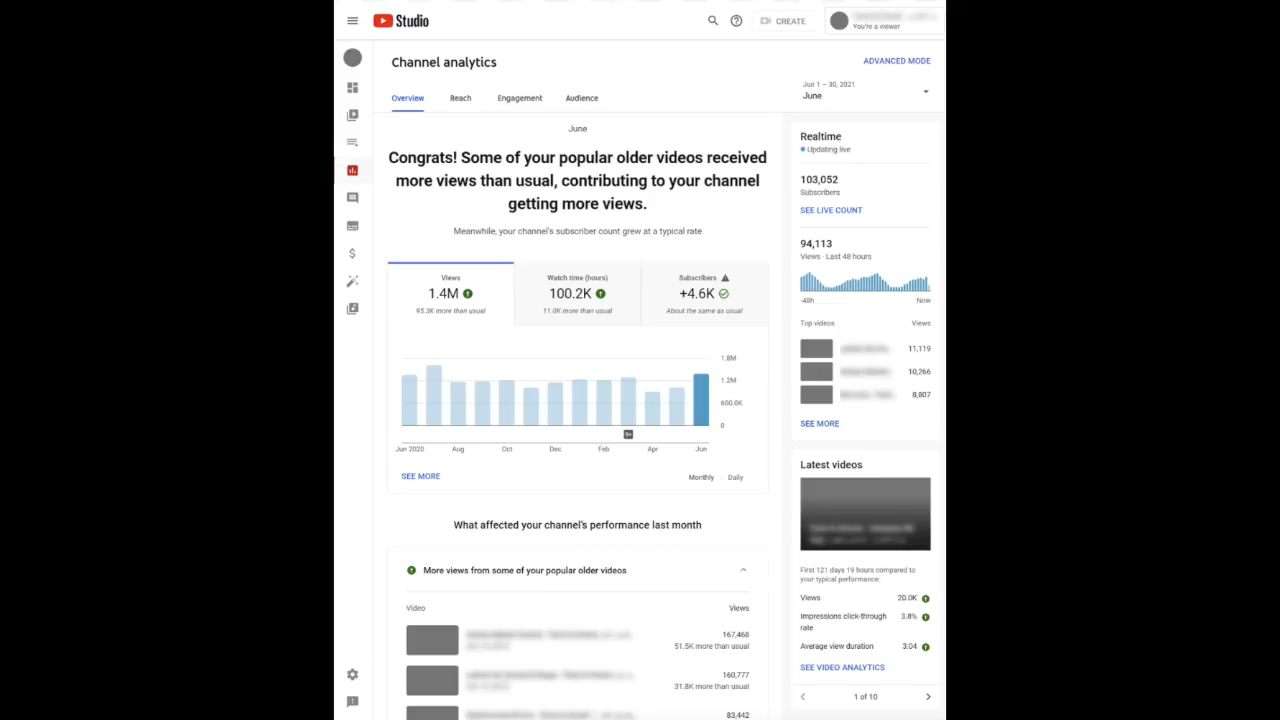 Studio
CREATE
You're a viewer
Channel analytics
ADVANCED MODE
Overview
Reach
Engagement
Audience
Jun 1 – 30, 2021
June
June
Congrats! Some of your popular older videos received
more views than usual, contributing to your channel
getting more views.
Meanwhile, your channel's subscriber count grew at a typical rate
Views
1.4M
95.3K more than usual
Watch time (hours)
100.2K
11.0K more than usual
Subscribers
+4.6K
About the same as usual
1.8M
1.2M
600.0K
0
9+
Jun 2020
Aug
Oct
Dec
Feb
Apr
Jun
SEE MORE
Monthly
Daily
What affected your channel's performance last month
More views from some of your popular older videos
Video
Views
167,468
51.5K more than usual
160,777
31.8K more than usual
83,442
Realtime
Updating live
103,052
Subscribers
SEE LIVE COUNT
94,113
Views · Last 48 hours
-48h
Now
Top videos
Views
11,119
10,266
8,807
SEE MORE
Latest videos
First 121 days 19 hours compared to
your typical performance:
Views
20.0K
Impressions click-through
rate
3.8%
Average view duration
3:04
SEE VIDEO ANALYTICS
1 of 10